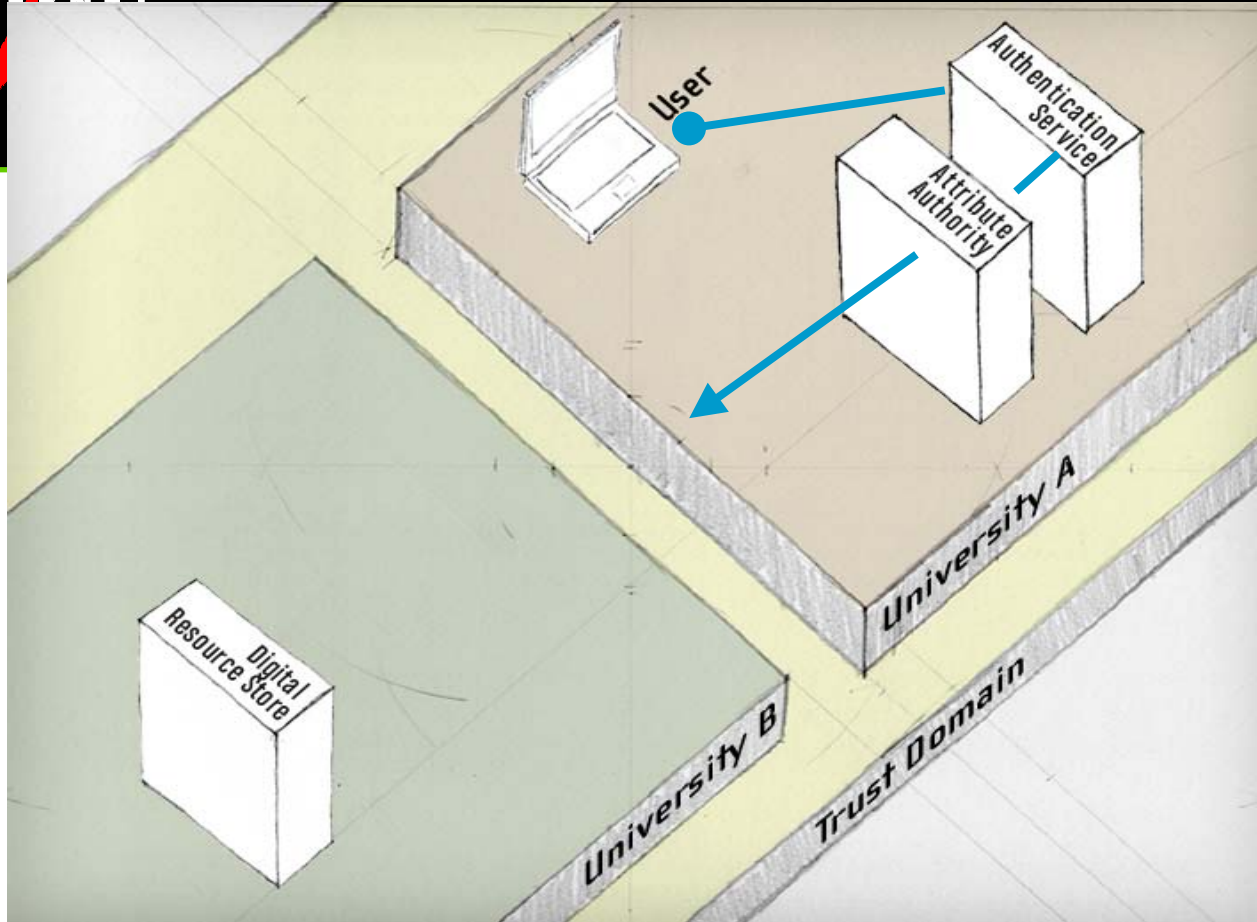 User
Authentication
Service
Attribute
Authority
University A
Digital
Resource Store
University B
Trust Domain